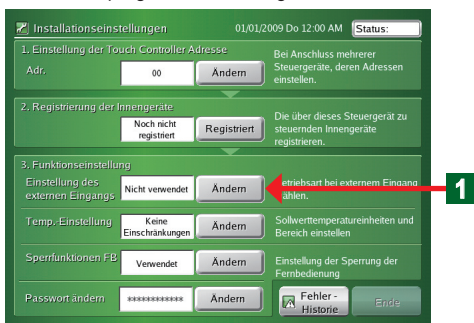 Installationseinstellungen 01/01/2009 Do 12:00 AM Status:
1. Einstellung der Touch Controller Adresse
Adr. 00 Ändern
Bei Anschluss mehrerer
Steuergeräte, deren Adressen
einstellen.
2. Registrierung der Innengeräte
Noch nicht
registriert
Registriert
Die über dieses Steuergerät zu
steuernden Innengeräte
registrieren.
3. Funktionseinstellung
Einstellung des
externen Eingangs
Nicht verwendet
Ändern
Betriebsart bei externem Eingang
wählen.
1
Temp.-Einstellung
Keine
Einschränkungen
Ändern
Sollwerttemperatureinheiten und
Bereich einstellen
Sperrfunktionen FB
Verwendet
Ändern
Einstellung der Sperrung der
Fernbedienung
Passwort ändern
************
Ändern
Fehler -
Historie
Ende